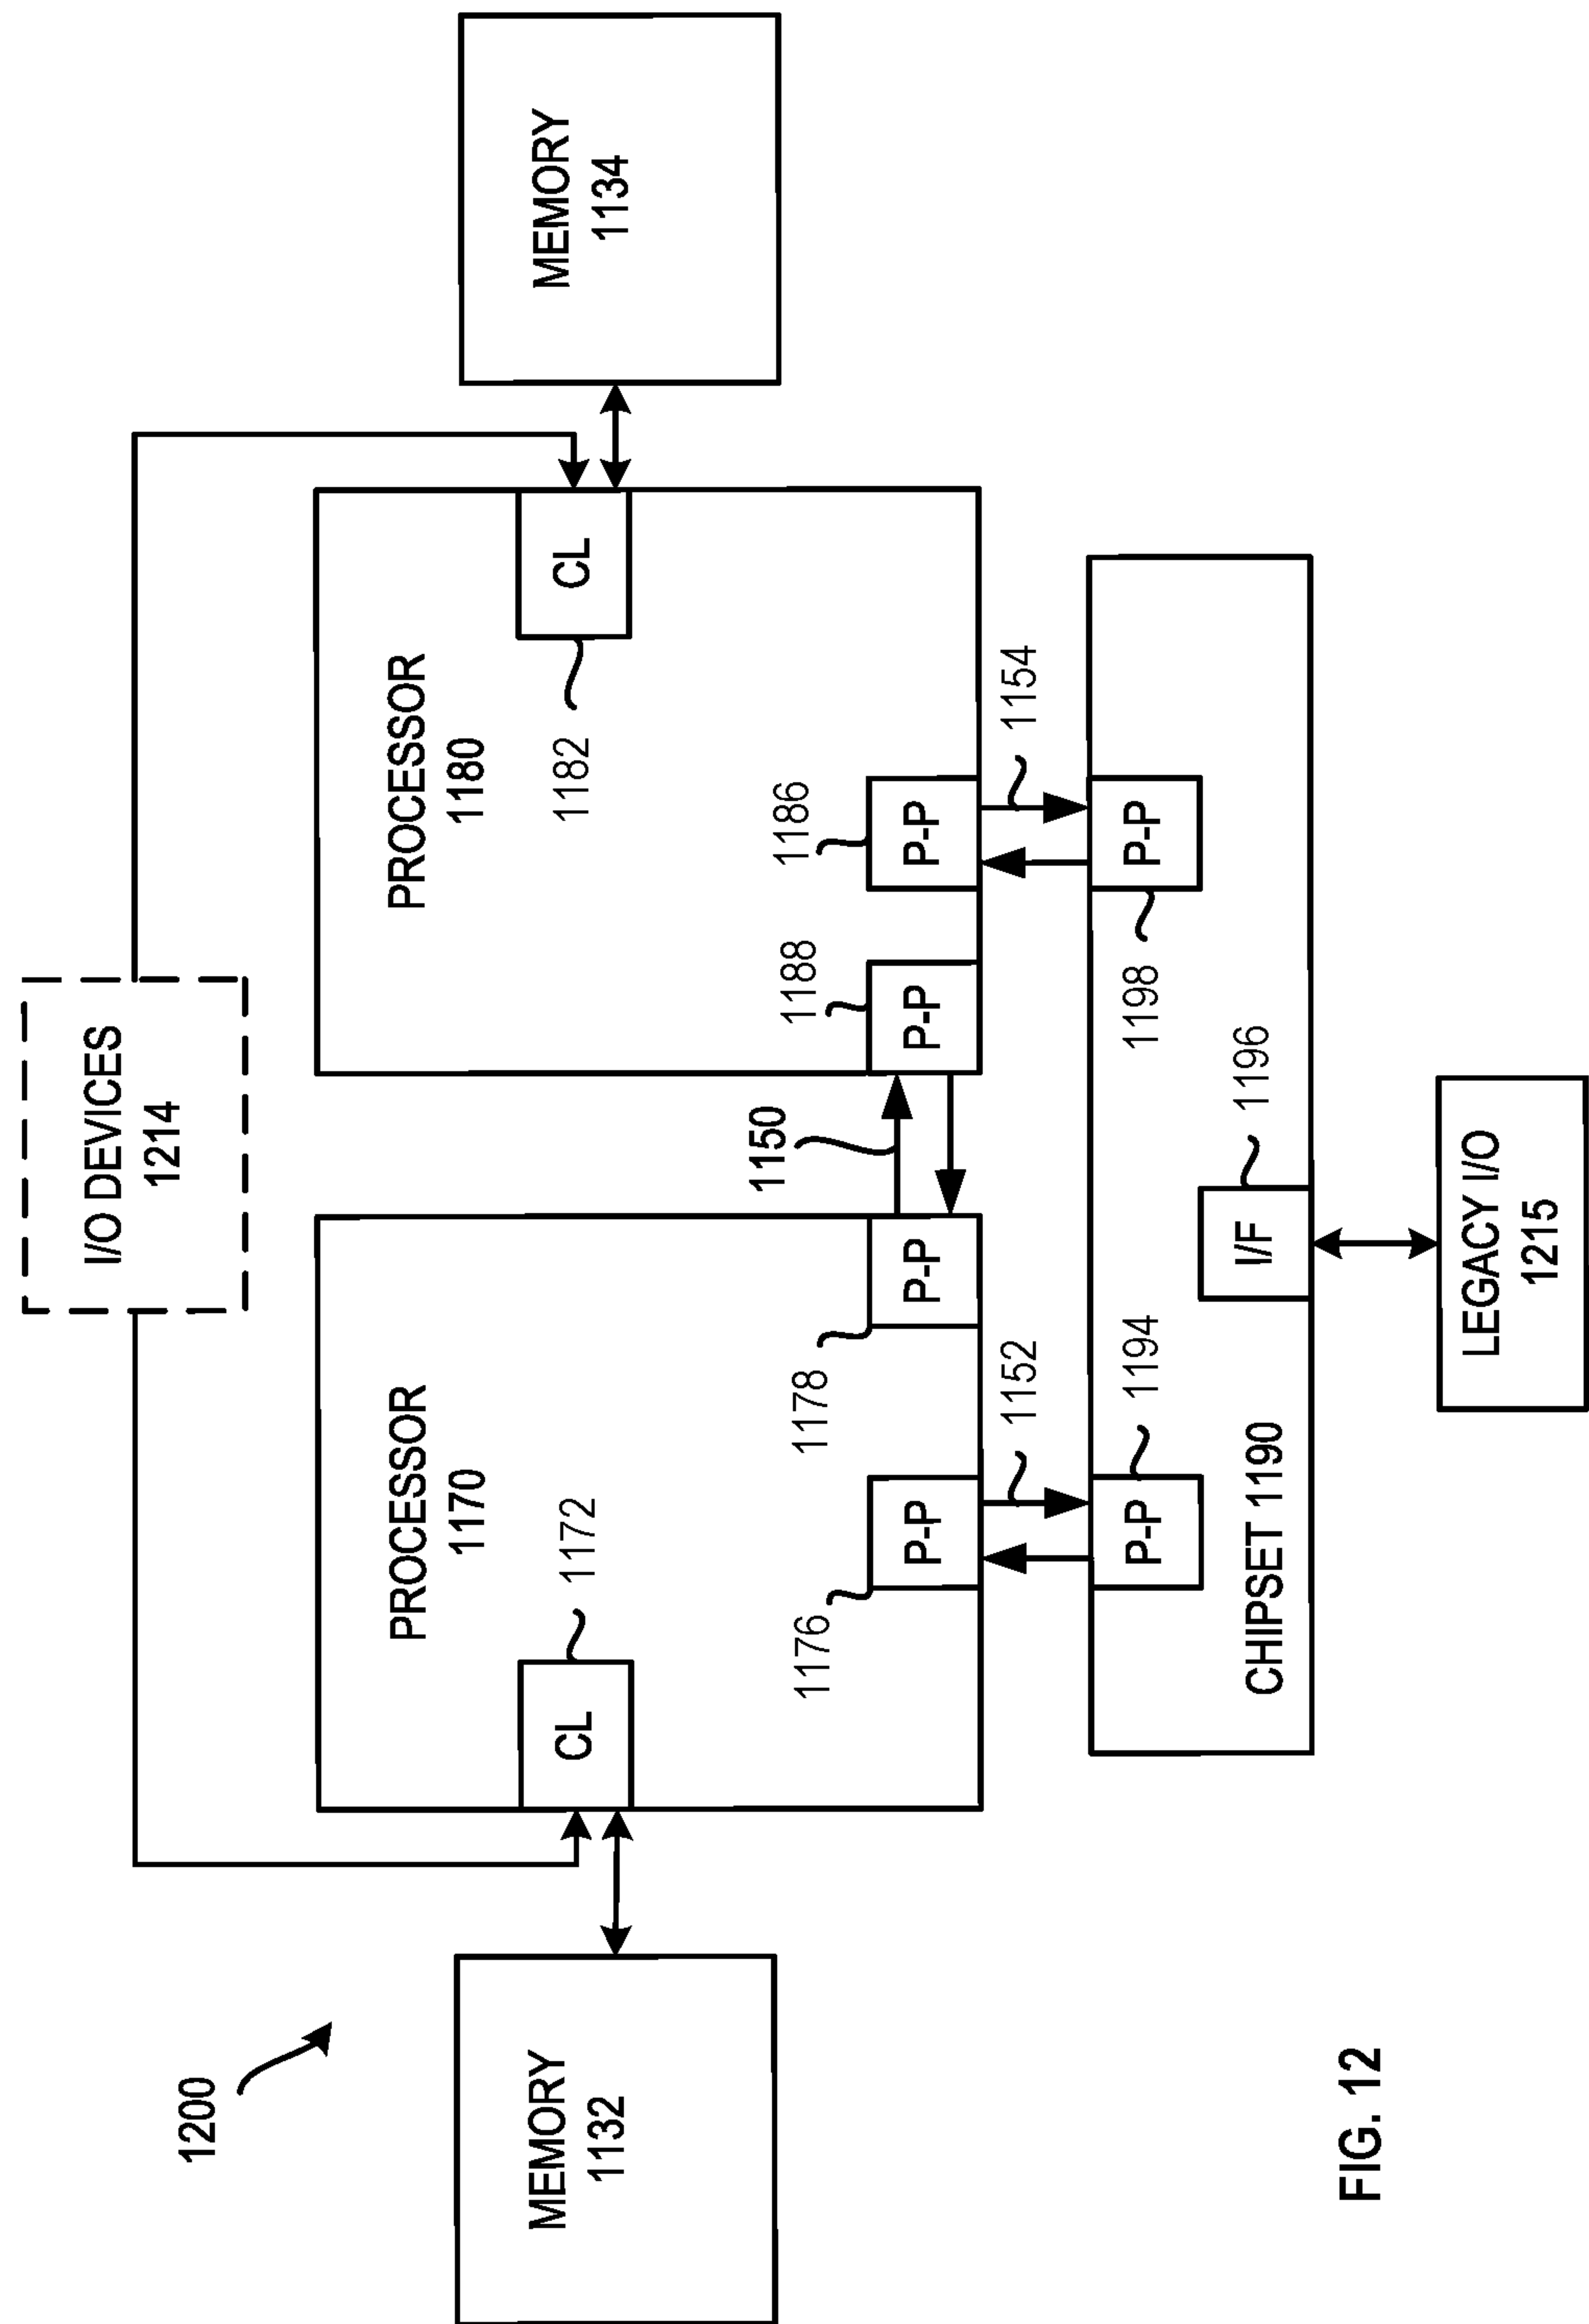 1200
I/O DEVICES
1214
MEMORY
1132
PROCESSOR
1170
CL
1172
1176
P-P
1178
P-P
1150
PROCESSOR
1180
CL
1182
1188
P-P
1186
P-P
MEMORY
1134
1152
1154
P-P
1194
P-P
1198
CHIPSET 1190
I/F
1196
LEGACY I/O
1215
FIG. 12